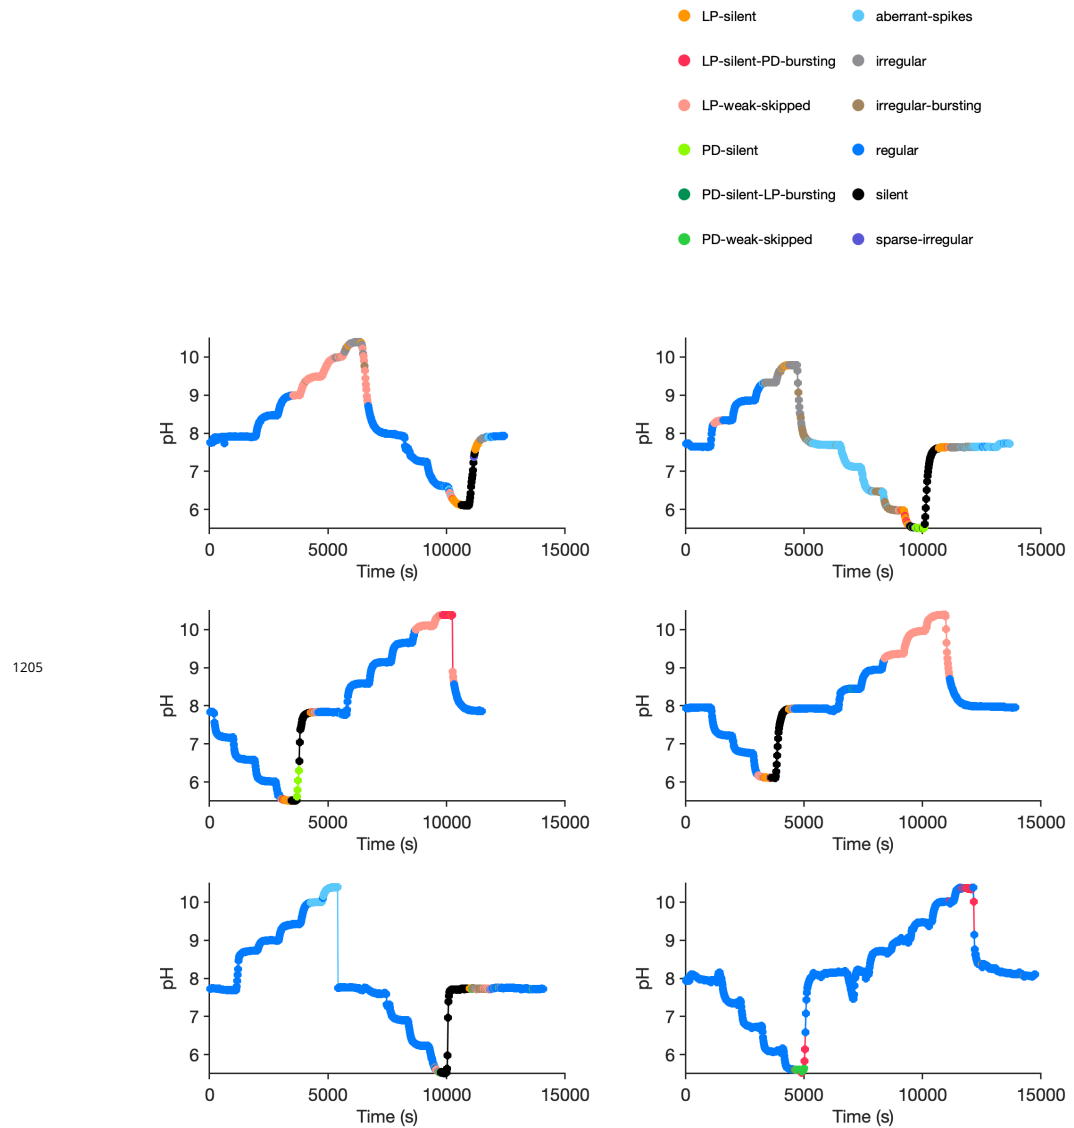 LP-silent
aberrant-spikes
LP-silent-PD-bursting
irregular
LP-weak-skipped
irregular-bursting
PD-silent
regular
PD-silent-LP-bursting
silent
PD-weak-skipped
sparse-irregular
10
9
8
7
6
pH
0 5000 10000 15000
Time (s)
10
9
8
7
6
pH
0 5000 10000 15000
Time (s)
1205
10
9
8
7
6
pH
0 5000 10000 15000
Time (s)
10
9
8
7
6
pH
0 5000 10000 15000
Time (s)
10
9
8
7
6
pH
0 5000 10000 15000
Time (s)
10
9
8
7
6
pH
0 5000 10000 15000
Time (s)